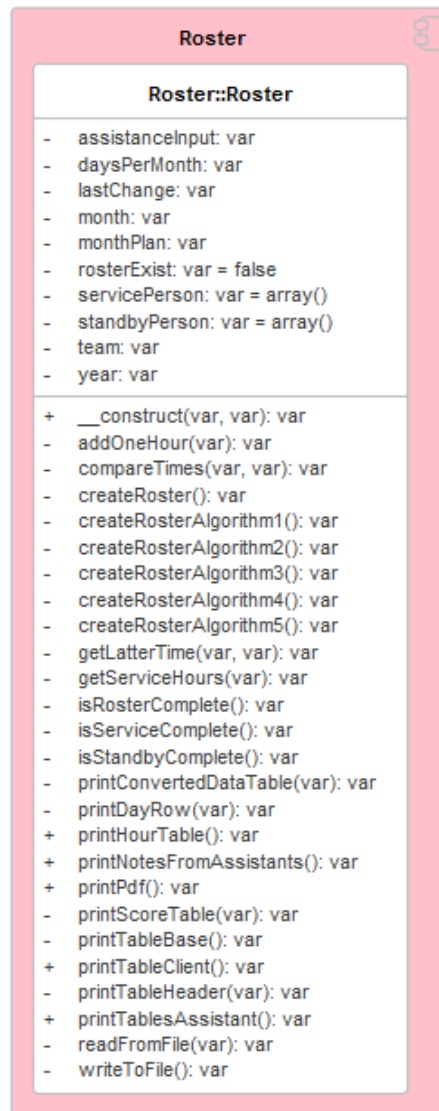 Roster
Roster::Roster
- assistanceInput: var
- daysPerMonth: var
- lastChange: var
- month: var
- monthPlan: var
- rosterExist: var = false
- servicePerson: var = array()
- standbyPerson: var = array()
- team: var
- year: var
+ __construct(var, var): var
- addOneHour(var): var
- compareTimes(var, var): var
- createRoster(): var
- createRosterAlgorithm1(): var
- createRosterAlgorithm2(): var
- createRosterAlgorithm3(): var
- createRosterAlgorithm4(): var
- createRosterAlgorithm5(): var
- getLatterTime(var, var): var
- getServiceHours(var): var
- isRosterComplete(): var
- isServiceComplete(): var
- isStandbyComplete(): var
- printConvertedDataTable(var): var
- printDayRow(var): var
+ printHourTable(): var
+ printNotesFromAssistants(): var
+ printPdf(): var
- printScoreTable(var): var
- printTableBase(): var
+ printTableClient(): var
- printTableHeader(var): var
+ printTablesAssistant(): var
- readFromFile(var): var
- writeToFile(): var